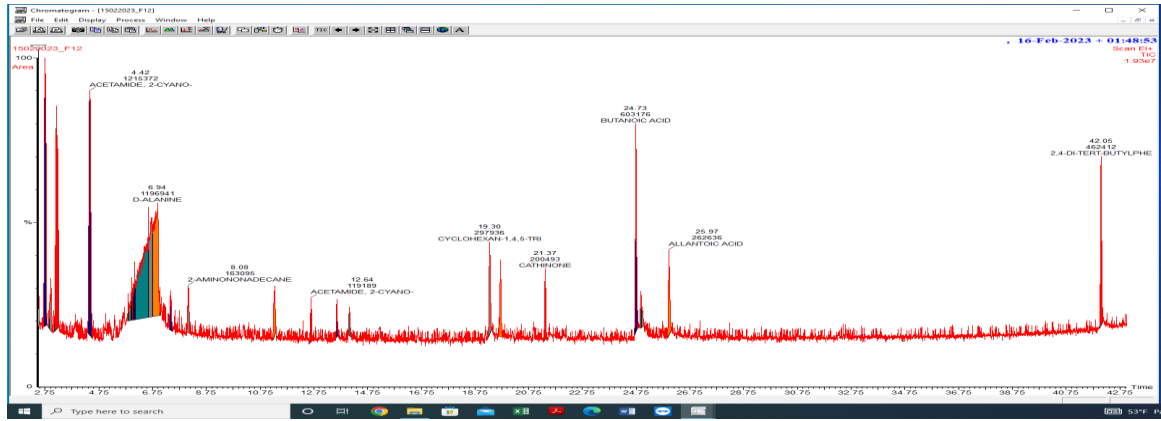 Chromatogram - [15022023_F12]
File Edit Display Process Window Help
TIC
A
, 16-Feb-2023 + 01:48:53
15022023_F12
Scan EI+
TIC
1.93e7
100
Area
%
0
4.42
1215372
ACETAMIDE, 2-CYANO-
6.94
1196941
D-ALANINE
8.08
163095
2-AMINONONADECANE
12.64
119189
ACETAMIDE, 2-CYANO-
19.30
297936
CYCLOHEXAN-1,4,5-TRI
21.37
200493
CATHINONE
24.73
603176
BUTANOIC ACID
25.97
262636
ALLANTOIC ACID
42.05
462412
2,4-DI-TERT-BUTYLPHE
2.75 4.75 6.75 8.75 10.75 12.75 14.75 16.75 18.75 20.75 22.75 24.75 26.75 28.75 30.75 32.75 34.75 36.75 38.75 40.75 42.75 Time
Type here to search
53°F